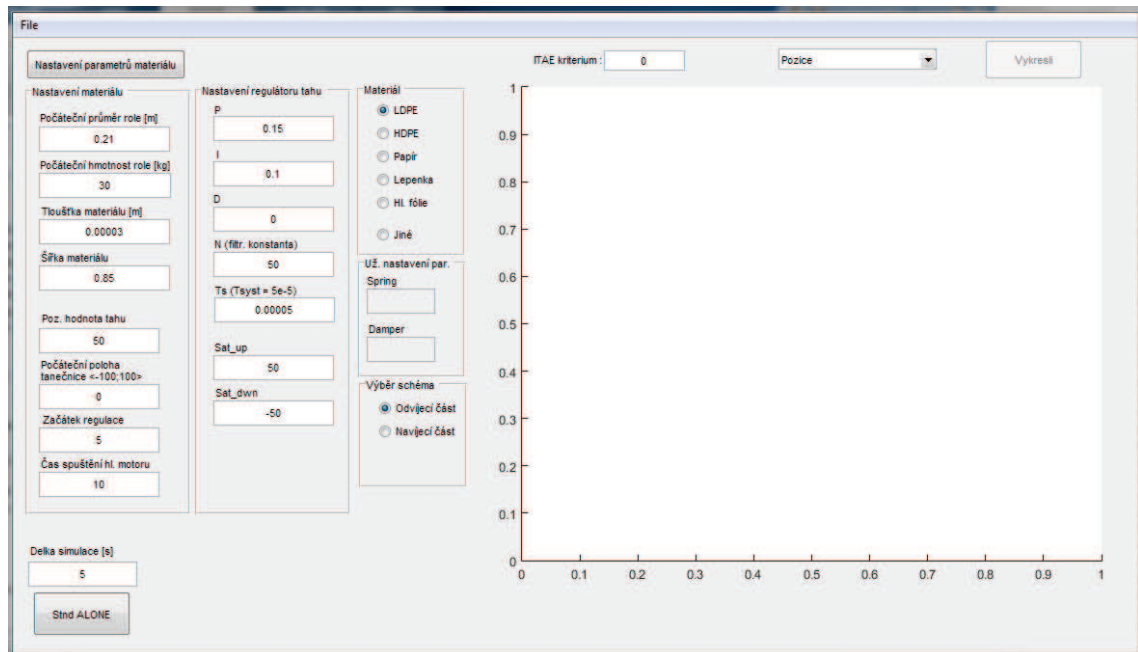 File
Nastavení parametrů materiálu
ITAE kriterium :
0
Pozice
Vykresli
Nastavení materiálu
Počáteční průměr role [m]
0.21
Počáteční hmotnost role [kg]
30
Tloušťka materiálu [m]
0.00003
Šířka materiálu
0.85
Poz. hodnota tahu
50
Počáteční poloha
tanečnice <-100;100>
0
Začátek regulace
5
Čas spuštění hl. motoru
10
Nastavení regulátoru tahu
P
0.15
I
0.1
D
0
N (filtr. konstanta)
50
Ts (Tsyst = 5e-5)
0.00005
Sat_up
50
Sat_dwn
-50
Materiál
LDPE
HDPE
Papír
Lepenka
Hl. fólie
Jiné
Už. nastavení par.
Spring
Damper
Výběr schéma
Odvíjecí část
Navíjecí část
Delka simulace [s]
5
Stnd ALONE
1
0.9
0.8
0.7
0.6
0.5
0.4
0.3
0.2
0.1
0
0 0.1 0.2 0.3 0.4 0.5 0.6 0.7 0.8 0.9 1